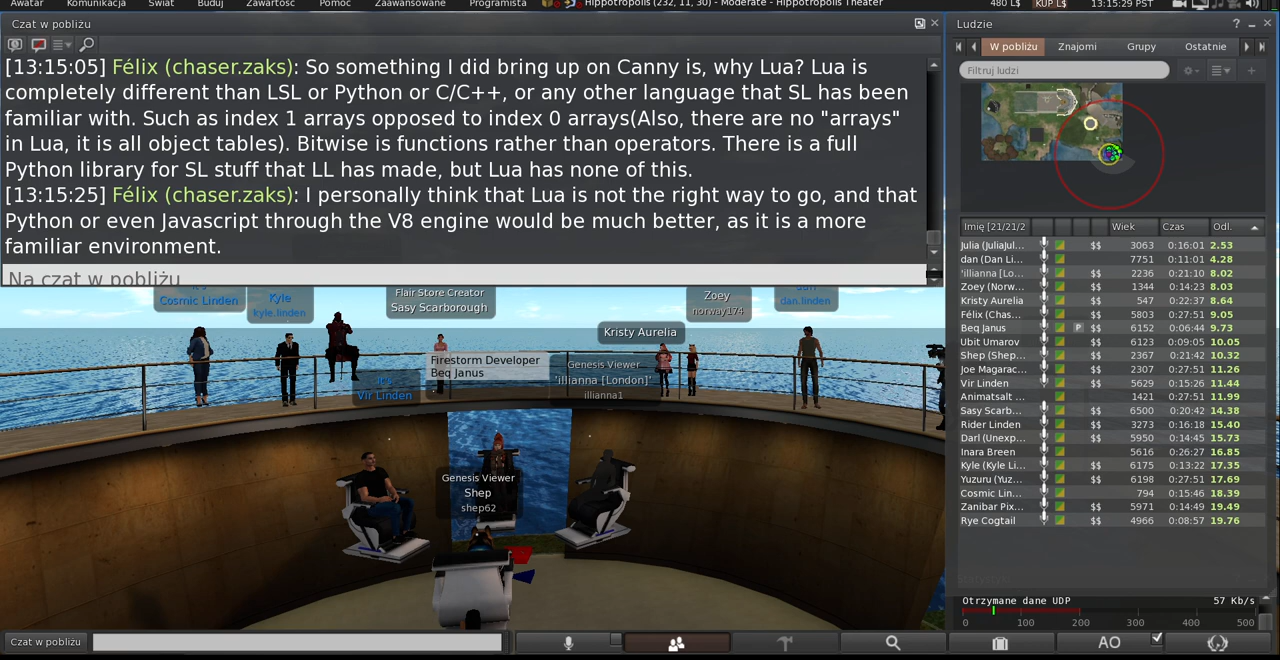 Awatar Komunikacja Świat Buduj Zawartość Pomoc Zaawansowane Programista Hippotropolis (232, 11, 30) - Moderate - Hippotropolis Theater 480 L$ KUP L$ 13:15:29 PST
Czat w pobliżu
[13:15:05] Félix (chaser.zaks): So something I did bring up on Canny is, why Lua? Lua is
completely different than LSL or Python or C/C++, or any other language that SL has been
familiar with. Such as index 1 arrays opposed to index 0 arrays(Also, there are no "arrays"
in Lua, it is all object tables). Bitwise is functions rather than operators. There is a full
Python library for SL stuff that LL has made, but Lua has none of this.
[13:15:25] Félix (chaser.zaks): I personally think that Lua is not the right way to go, and that
Python or even Javascript through the V8 engine would be much better, as it is a more
familiar environment.
Na czat w pobliżu
Cosmic Linden
Kyle
kyle.linden
Flair Store Creator
Sasy Scarborough
Zoey
norway174
dan.linden
Kristy Aurelia
Firestorm Developer
Beq Janus
Genesis Viewer
'illianna [London]'
illianna1
Vir Linden
Genesis Viewer
Shep
shep62
Czat w pobliżu
Ludzie
? _ ×
W pobliżu Znajomi Grupy Ostatnie
Filtruj ludzi
Imię [21/21/2 Wiek Czas Odl.
Julia (JuliaJul... $$ 3063 0:16:01 2.53
dan (Dan Li... 7751 0:11:01 4.28
'illianna [Lo... $$ 2236 0:21:10 8.02
Zoey (Norw... $$ 1344 0:14:23 8.03
Kristy Aurelia $$ 547 0:22:37 8.64
Félix (Chas... $$ 5803 0:27:51 9.05
Beq Janus P $$ 6152 0:06:44 9.73
Ubit Umarov $$ 6123 0:09:05 10.05
Shep (Shep... $$ 2367 0:21:42 10.32
Joe Magarac... $$ 2307 0:27:51 11.26
Vir Linden $$ 5629 0:15:26 11.44
Animatsalt ... 1421 0:27:51 11.99
Sasy Scarb... $$ 6500 0:20:42 14.38
Rider Linden $$ 3273 0:16:18 15.40
Darl (Unexp... $$ 5950 0:14:45 15.73
Inara Breen 5616 0:26:27 16.85
Kyle (Kyle Li... $$ 6175 0:13:22 17.35
Yuzuru (Yuz... $$ 6198 0:27:51 17.69
Cosmic Lin... 794 0:15:46 18.39
Zanibar Pix... $$ 5971 0:14:49 19.49
Rye Cogtail $$ 4966 0:08:57 19.76
Otrzymane dane UDP 57 Kb/s
0 100 200 300 400 500
AO